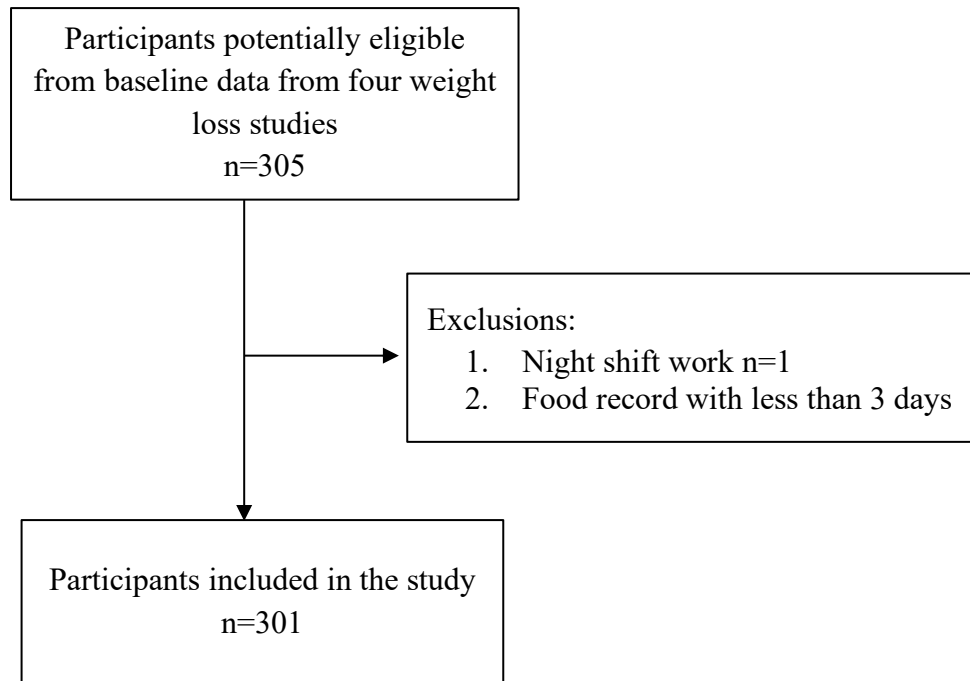 Participants potentially eligible
from baseline data from four weight
loss studies
n=305
Exclusions:
1. Night shift work n=1
2. Food record with less than 3 days
Participants included in the study
n=301